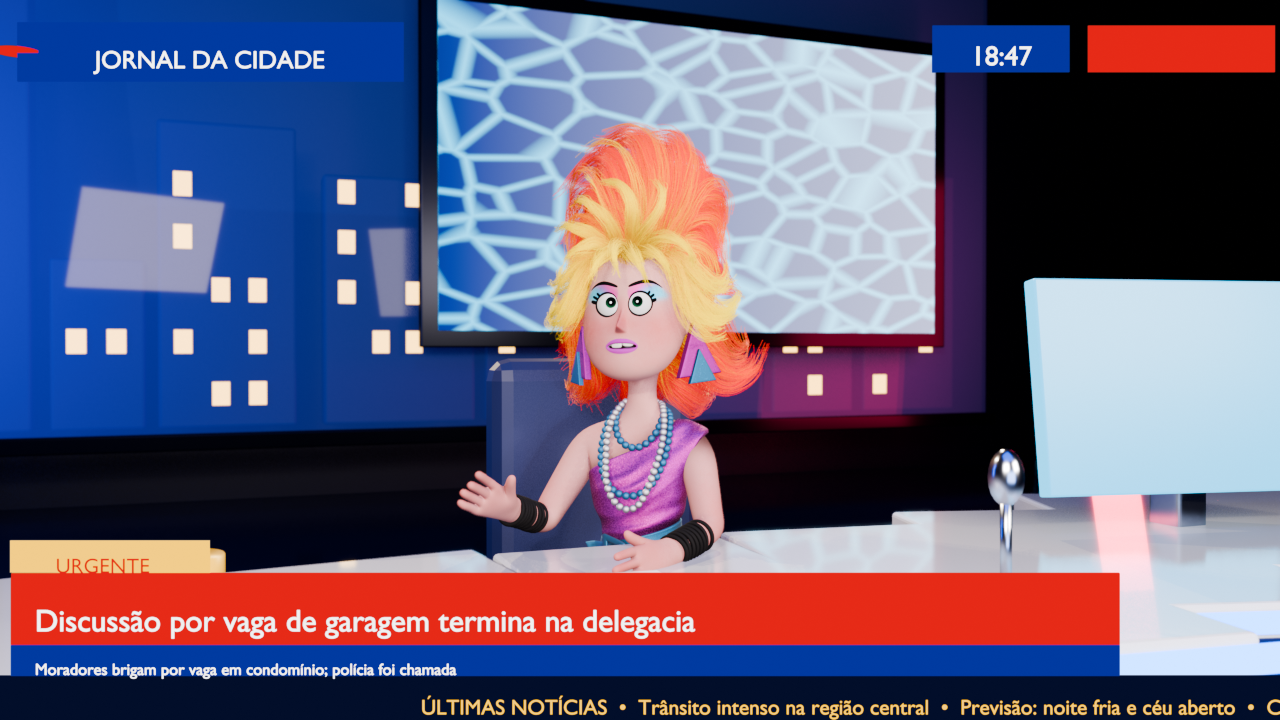 JORNAL DA CIDADE
18:47
URGENTE
Discussão por vaga de garagem termina na delegacia
Moradores brigam por vaga em condomínio; polícia foi chamada
ÚLTIMAS NOTÍCIAS • Trânsito intenso na região central • Previsão: noite fria e céu aberto •